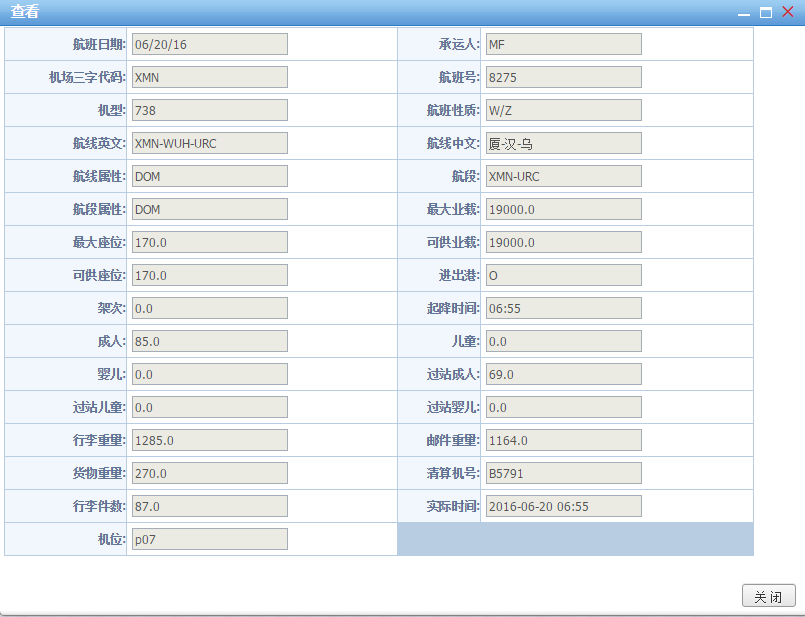 查看
航班日期: 06/20/16 承运人: MF
机场三字代码: XMN 航班号: 8275
机型: 738 航班性质: W/Z
航线英文: XMN-WUH-URC 航线中文: 厦-汉-乌
航线属性: DOM 航段: XMN-URC
航段属性: DOM 最大业载: 19000.0
最大座位: 170.0 可供业载: 19000.0
可供座位: 170.0 进出港: O
架次: 0.0 起降时间: 06:55
成人: 85.0 儿童: 0.0
婴儿: 0.0 过站成人: 69.0
过站儿童: 0.0 过站婴儿: 0.0
行李重量: 1285.0 邮件重量: 1164.0
货物重量: 270.0 清算机号: B5791
行李件数: 87.0 实际时间: 2016-06-20 06:55
机位: p07
关闭